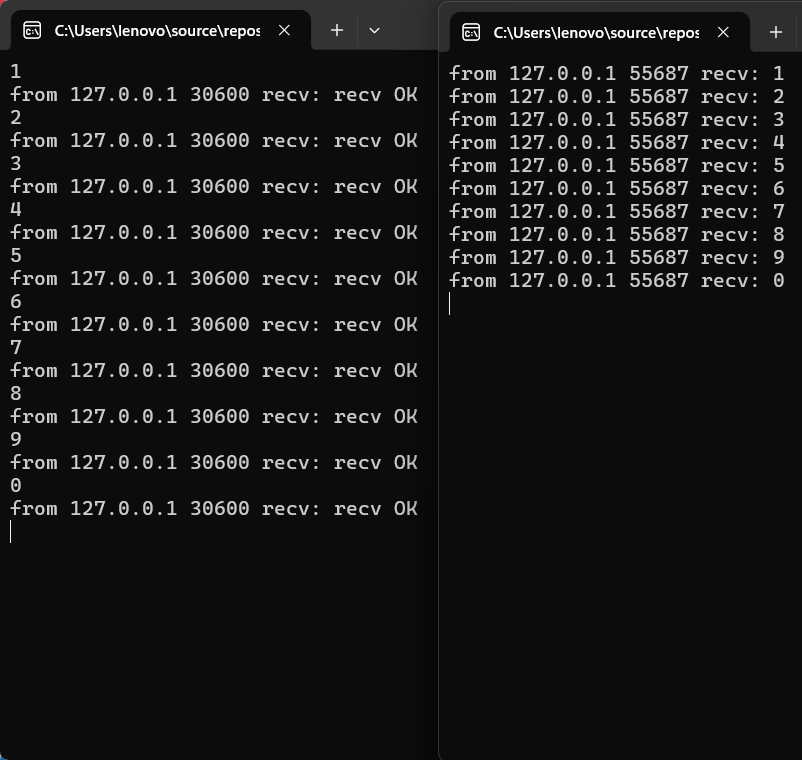 C:\Users\lenovo\source\repos
1
from 127.0.0.1 30600 recv: recv OK
2
from 127.0.0.1 30600 recv: recv OK
3
from 127.0.0.1 30600 recv: recv OK
4
from 127.0.0.1 30600 recv: recv OK
5
from 127.0.0.1 30600 recv: recv OK
6
from 127.0.0.1 30600 recv: recv OK
7
from 127.0.0.1 30600 recv: recv OK
8
from 127.0.0.1 30600 recv: recv OK
9
from 127.0.0.1 30600 recv: recv OK
0
from 127.0.0.1 30600 recv: recv OK
C:\Users\lenovo\source\repos
from 127.0.0.1 55687 recv: 1
from 127.0.0.1 55687 recv: 2
from 127.0.0.1 55687 recv: 3
from 127.0.0.1 55687 recv: 4
from 127.0.0.1 55687 recv: 5
from 127.0.0.1 55687 recv: 6
from 127.0.0.1 55687 recv: 7
from 127.0.0.1 55687 recv: 8
from 127.0.0.1 55687 recv: 9
from 127.0.0.1 55687 recv: 0